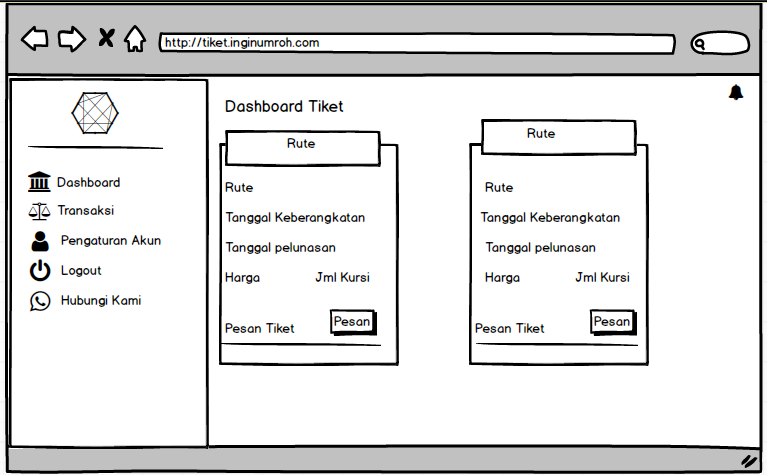 http://tiket.inginumroh.com
Dashboard
Transaksi
Pengaturan Akun
Logout
Hubungi Kami
Dashboard Tiket
Rute
Rute
Tanggal Keberangkatan
Tanggal pelunasan
Harga Jml Kursi
Pesan Tiket Pesan
Rute
Rute
Tanggal Keberangkatan
Tanggal pelunasan
Harga Jml Kursi
Pesan Tiket Pesan